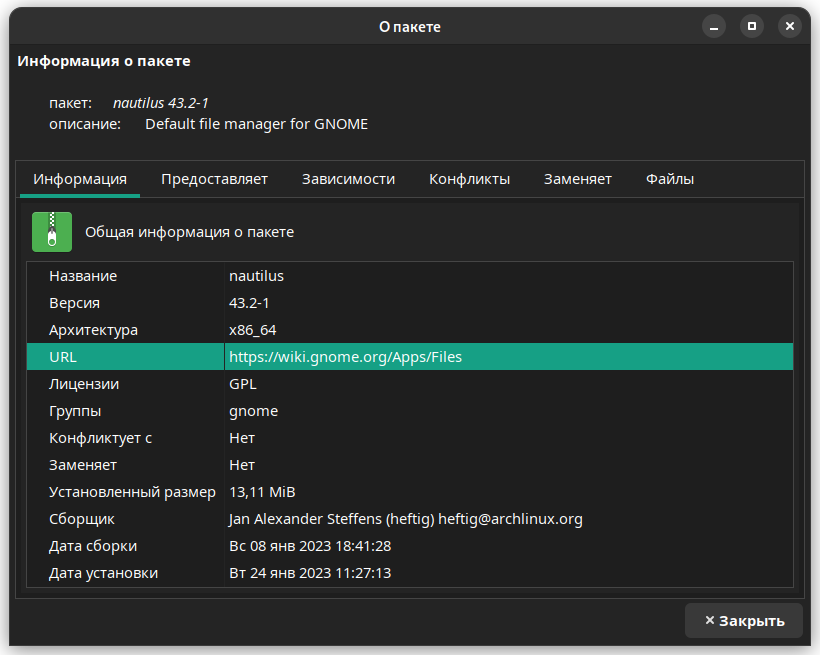 О пакете
Информация о пакете
пакет: nautilus 43.2-1
описание: Default file manager for GNOME
Информация Предоставляет Зависимости Конфликты Заменяет Файлы
Общая информация о пакете
Название nautilus
Версия 43.2-1
Архитектура x86_64
URL https://wiki.gnome.org/Apps/Files
Лицензии GPL
Группы gnome
Конфликтует с Нет
Заменяет Нет
Установленный размер 13,11 MiB
Сборщик Jan Alexander Steffens (heftig) heftig@archlinux.org
Дата сборки Вс 08 янв 2023 18:41:28
Дата установки Вт 24 янв 2023 11:27:13
Закрыть